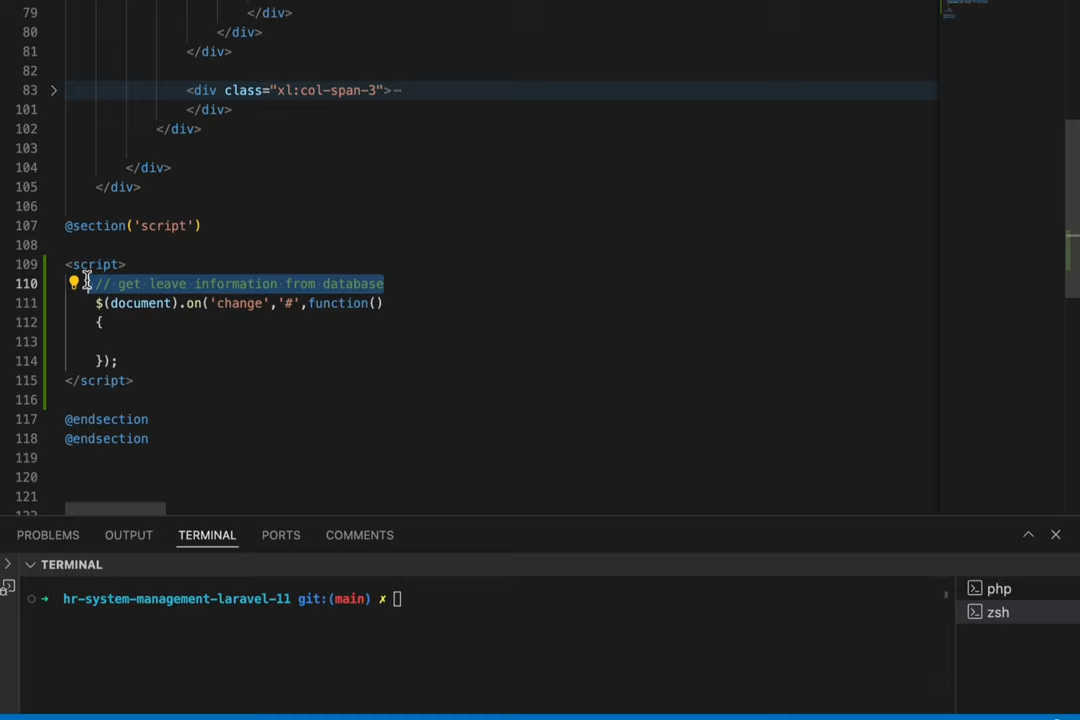 79 </div>
80 </div>
81 </div>
82
83 <div class="xl:col-span-3">⋯
101 </div>
102 </div>
103
104 </div>
105 </div>
106
107 @section('script')
108
109 <script>
110 // get leave information from database
111 $(document).on('change','#',function()
112 {
113
114 });
115 </script>
116
117 @endsection
118 @endsection
119
120
121
PROBLEMS OUTPUT TERMINAL PORTS COMMENTS
TERMINAL
hr-system-management-laravel-11 git:(main) ✗
php
zsh